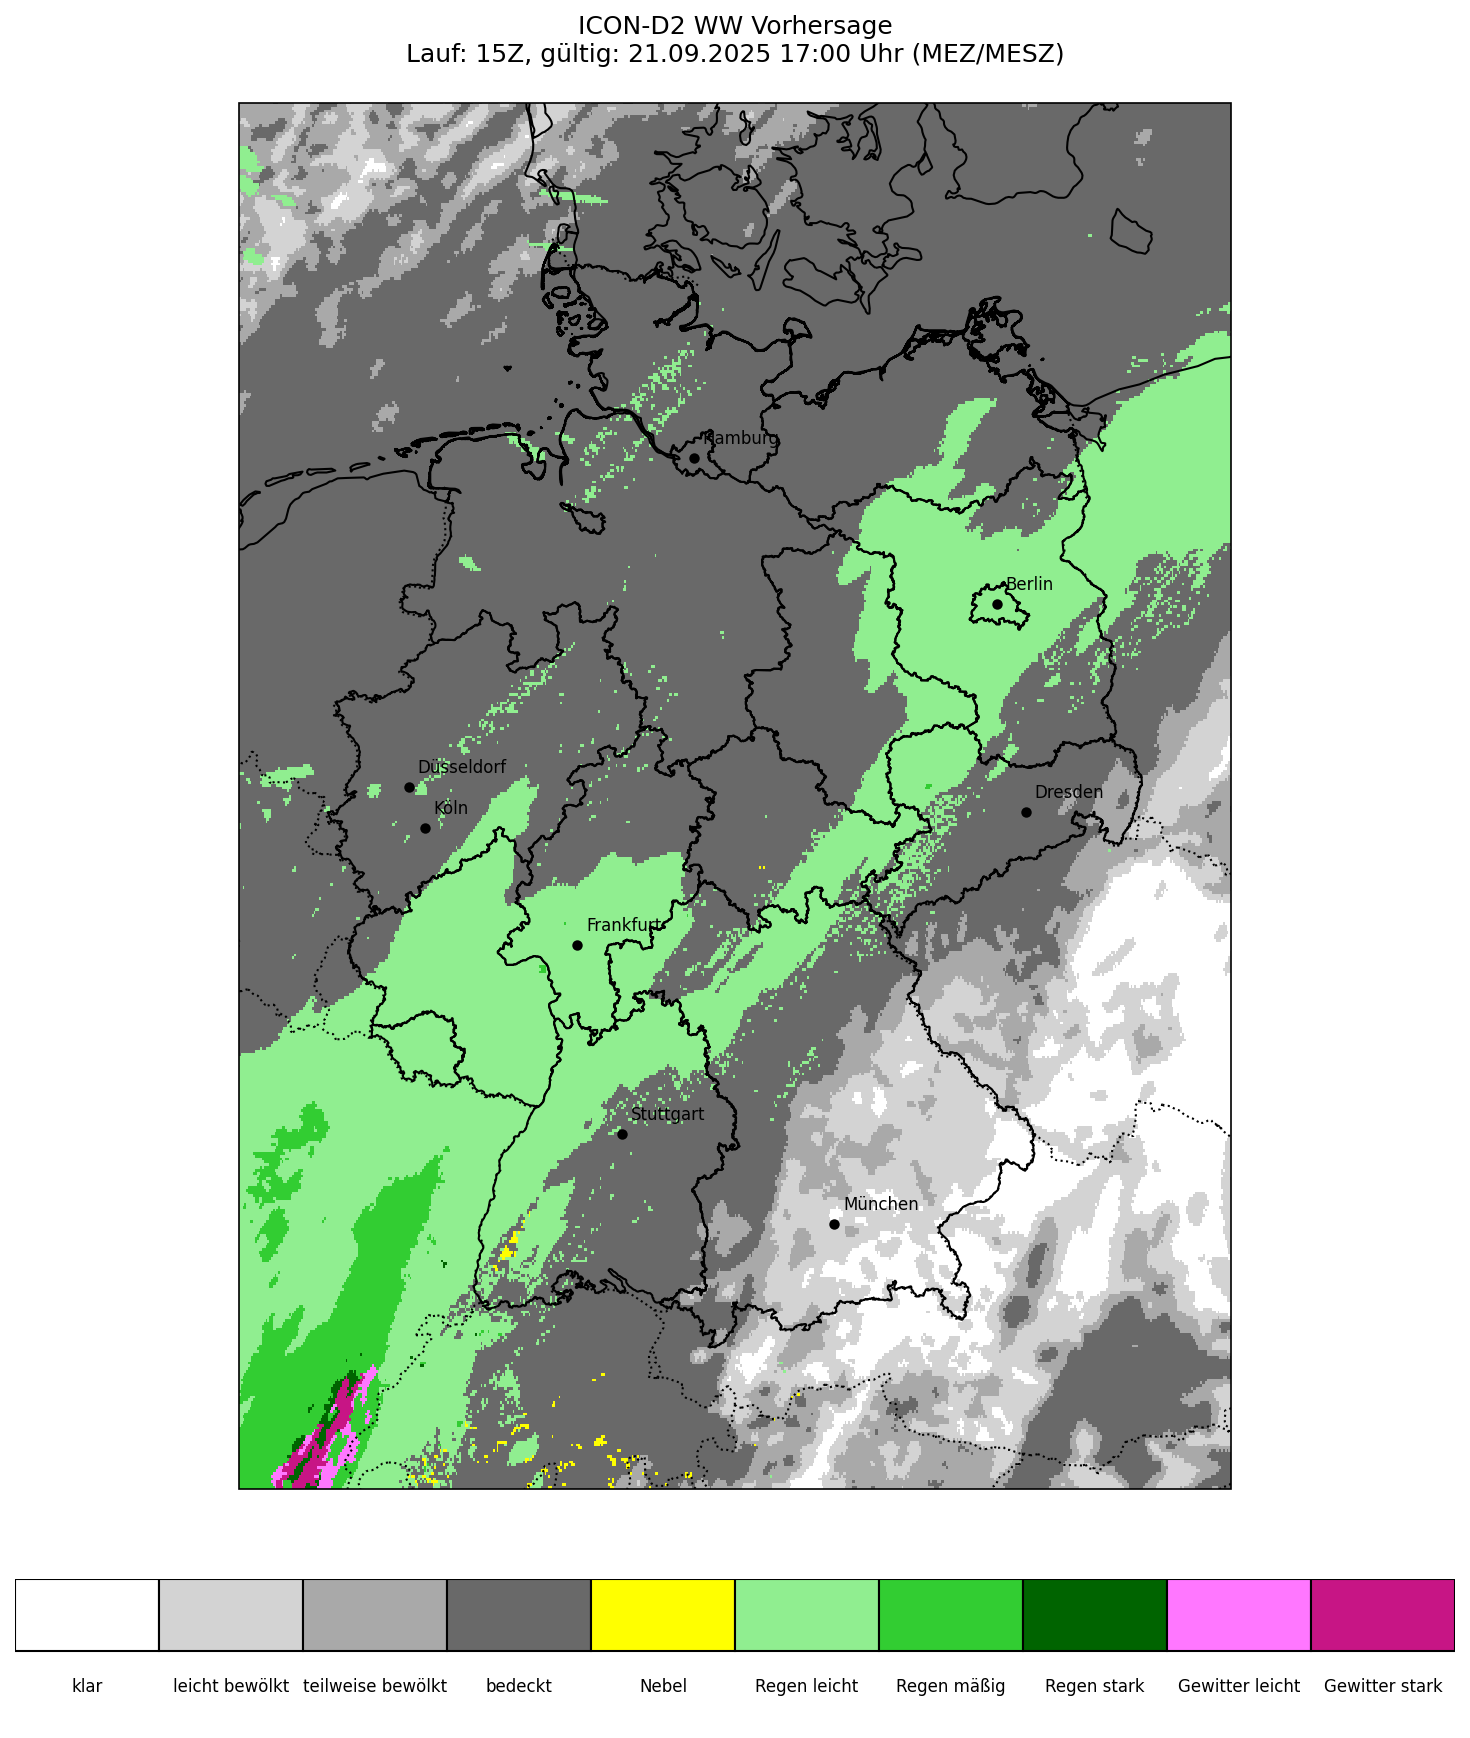 ICON-D2 WW Vorhersage
Lauf: 15Z, gültig: 21.09.2025 17:00 Uhr (MEZ/MESZ)
Hamburg
Berlin
Düsseldorf
Dresden
Köln
Frankfurt
Stuttgart
München
klar
leicht bewölkt
teilweise bewölkt
bedeckt
Nebel
Regen leicht
Regen mäßig
Regen stark
Gewitter leicht
Gewitter stark